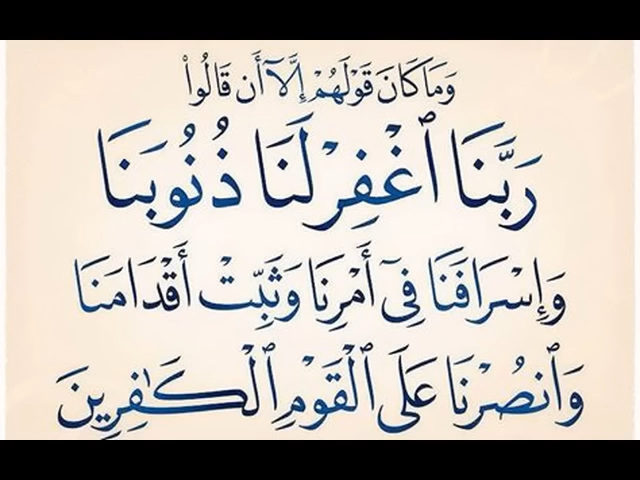 وَمَا كَانَ قَوْلَهُمْ إِلَّآ أَن قَالُوا۟
رَبَّنَا ٱغْفِرْ لَنَا ذُنُوبَنَا
وَإِسْرَافَنَا فِىٓ أَمْرِنَا وَثَبِّتْ أَقْدَامَنَا
وَٱنصُرْنَا عَلَى ٱلْقَوْمِ ٱلْكَـٰفِرِينَ